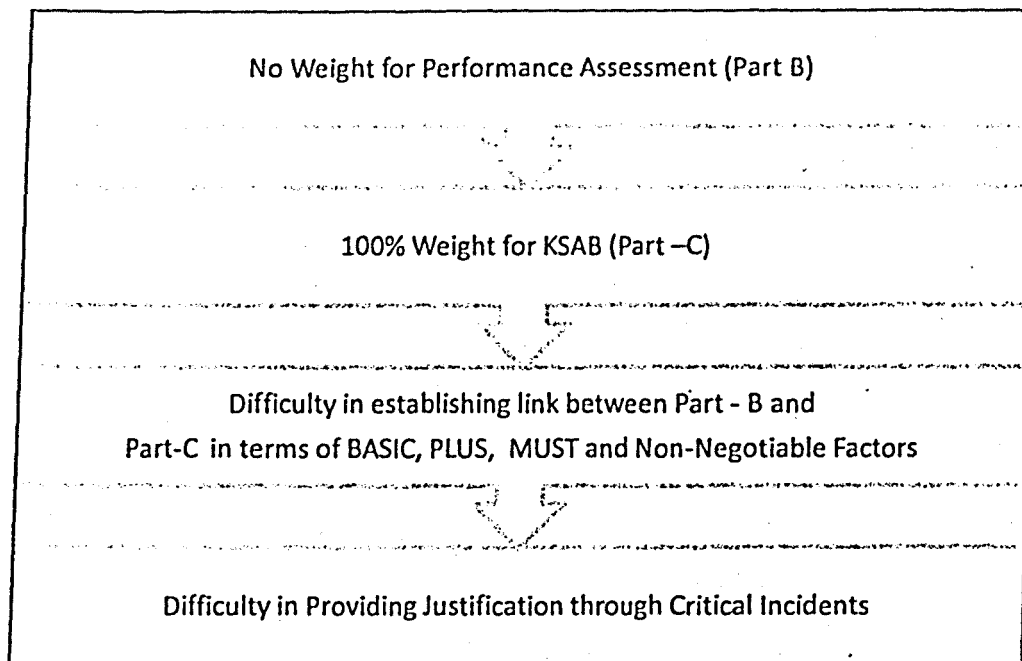 No Weight for Performance Assessment (Part B)
100% Weight for KSAB (Part –C)
Difficulty in establishing link between Part - B and
Part-C in terms of BASIC, PLUS, MUST and Non-Negotiable Factors
Difficulty in Providing Justification through Critical Incidents